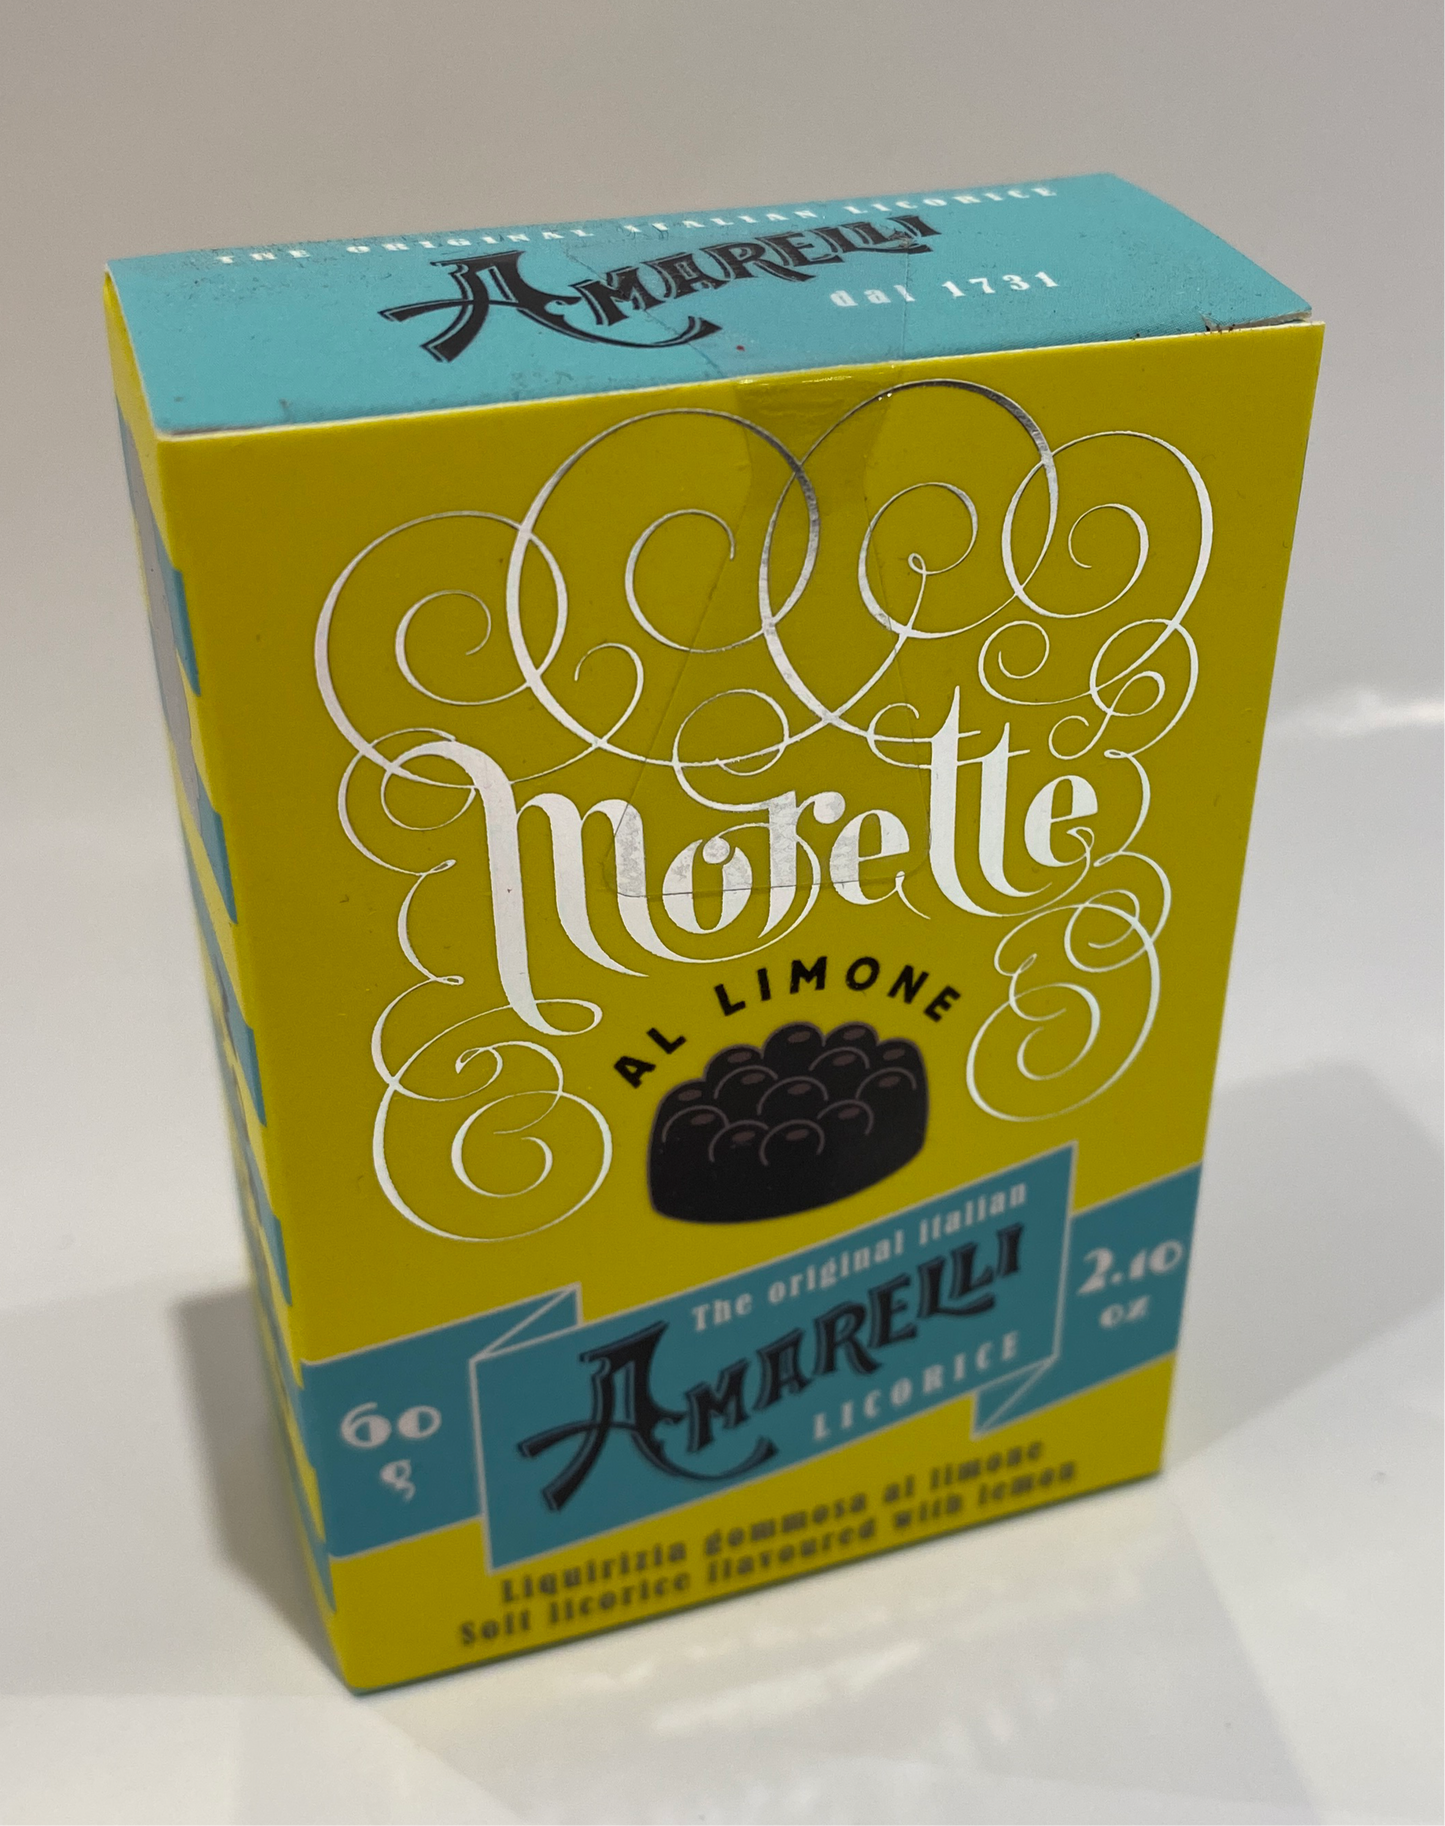 THE ORIGINAL ITALIAN LICORICE
AMARELLI
dal 1731
Morette
AL LIMONE
The original italian
AMARELLI
LICORICE
60
g
2.10
oz
Liquirizia gommosa al limone
Soft licorice flavoured with lemon